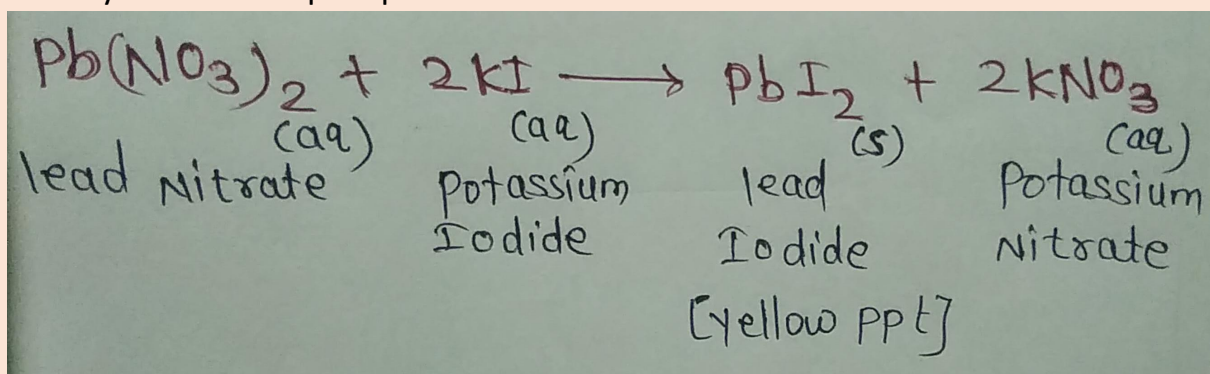 Pb(NO3)2 + 2KI → PbI2 + 2KNO3
(aq) (aq) (s) (aq)
lead Nitrate Potassium lead Potassium
Iodide Iodide Nitrate
[yellow ppt]